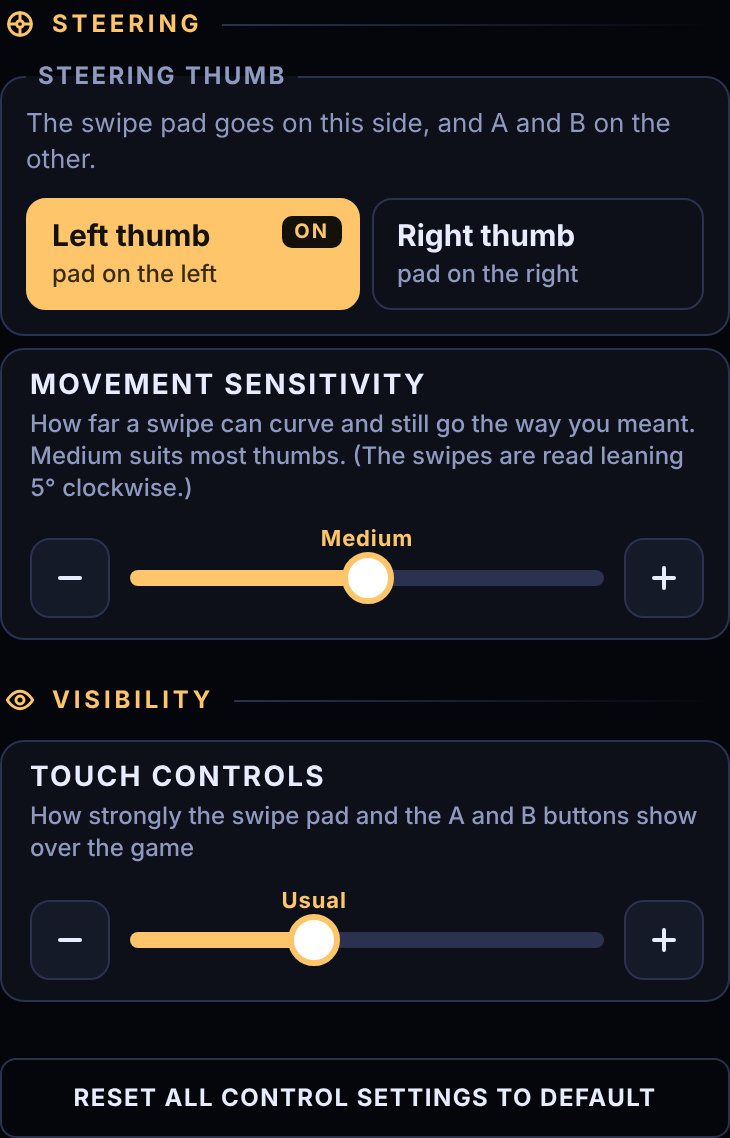 STEERING
STEERING THUMB
The swipe pad goes on this side, and A and B on the
other.
Left thumb
ON
pad on the left
Right thumb
pad on the right
MOVEMENT SENSITIVITY
How far a swipe can curve and still go the way you meant.
Medium suits most thumbs. (The swipes are read leaning
5° clockwise.)
Medium
VISIBILITY
TOUCH CONTROLS
How strongly the swipe pad and the A and B buttons show
over the game
Usual
RESET ALL CONTROL SETTINGS TO DEFAULT